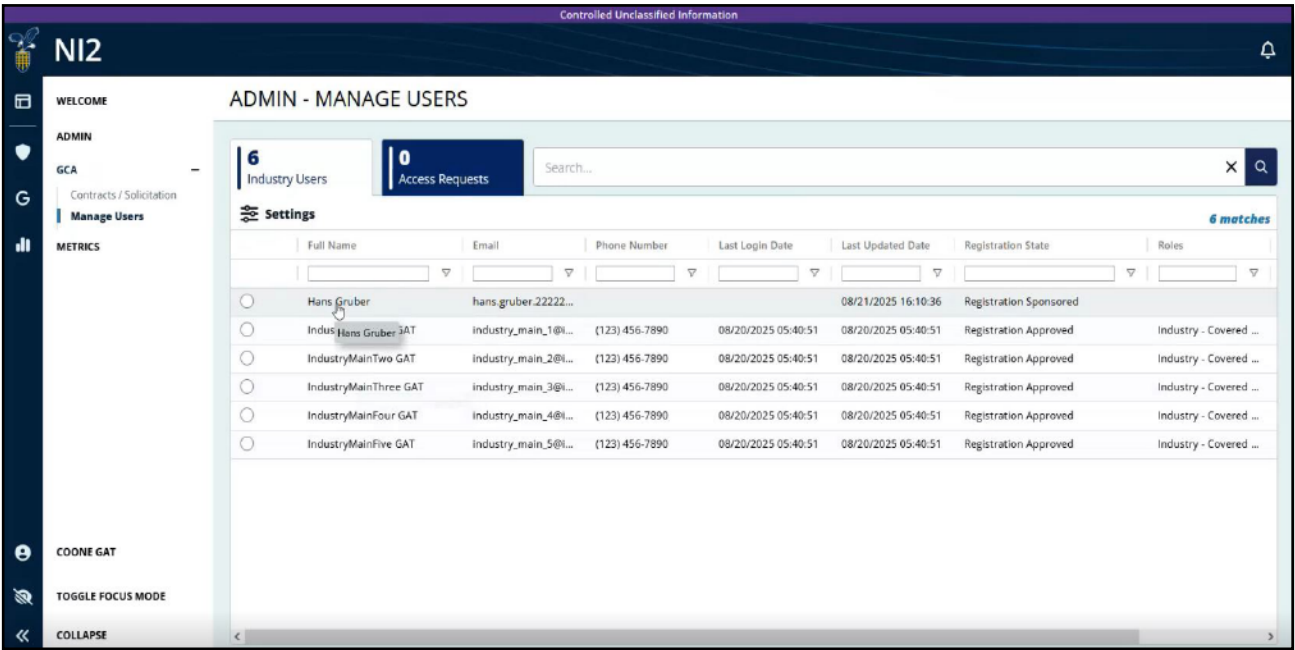 Controlled Unclassified Information
NI2
WELCOME
ADMIN
GCA
Contracts / Solicitation
Manage Users
METRICS
COONE GAT
TOGGLE FOCUS MODE
COLLAPSE
G
ADMIN - MANAGE USERS
6
Industry Users
0
Access Requests
Search...
Settings
6 matches
Full Name Email Phone Number Last Login Date Last Updated Date Registration State Roles
Hans Gruber hans.gruber.22222... 08/21/2025 16:10:36 Registration Sponsored
Hans Gruber
Indus GAT industry_main_1@i... (123) 456-7890 08/20/2025 05:40:51 08/20/2025 05:40:51 Registration Approved Industry - Covered ...
IndustryMainTwo GAT industry_main_2@i... (123) 456-7890 08/20/2025 05:40:51 08/20/2025 05:40:51 Registration Approved Industry - Covered ...
IndustryMainThree GAT industry_main_3@i... (123) 456-7890 08/20/2025 05:40:51 08/20/2025 05:40:51 Registration Approved Industry - Covered ...
IndustryMainFour GAT industry_main_4@i... (123) 456-7890 08/20/2025 05:40:51 08/20/2025 05:40:51 Registration Approved Industry - Covered ...
IndustryMainFive GAT industry_main_5@i... (123) 456-7890 08/20/2025 05:40:51 08/20/2025 05:40:51 Registration Approved Industry - Covered ...